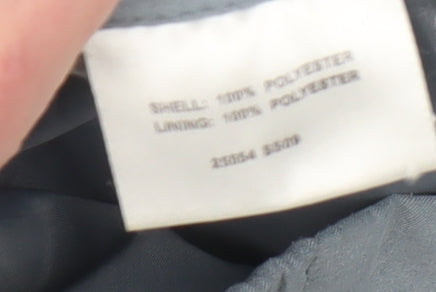 SHELL: 100% POLYESTER
LINING: 100% POLYESTER